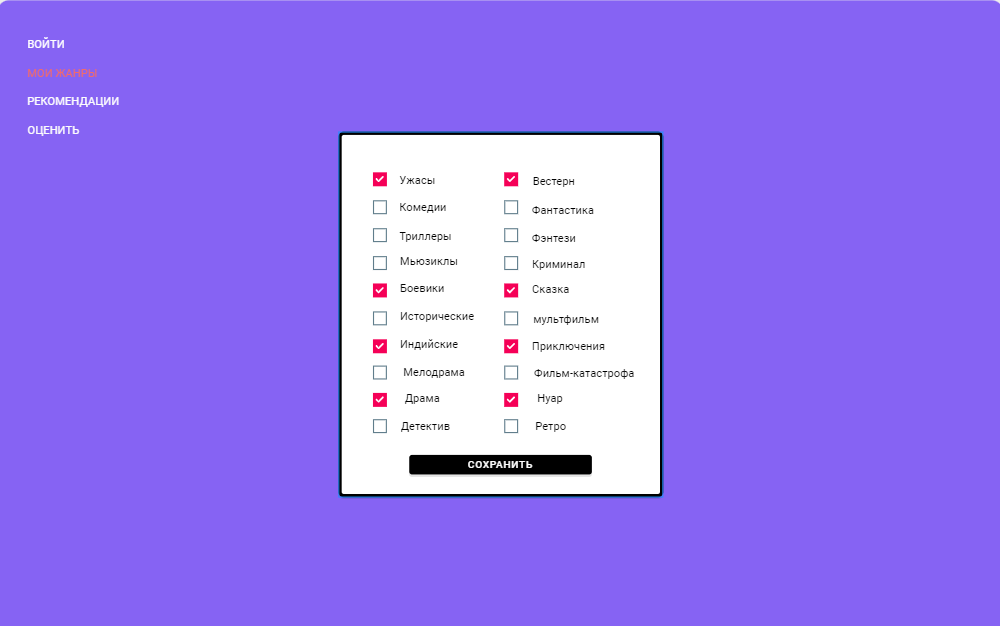 ВОЙТИ
МОИ ЖАНРЫ
РЕКОМЕНДАЦИИ
ОЦЕНИТЬ
Ужасы
Вестерн
Комедии
Фантастика
Триллеры
Фэнтези
Мьюзиклы
Криминал
Боевики
Сказка
Исторические
мультфильм
Индийские
Приключения
Мелодрама
Фильм-катастрофа
Драма
Нуар
Детектив
Ретро
СОХРАНИТЬ